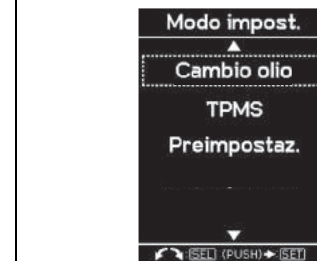 Modo impost.
Cambio olio
TPMS
Preimpostaz.
:SEL (PUSH) :SET